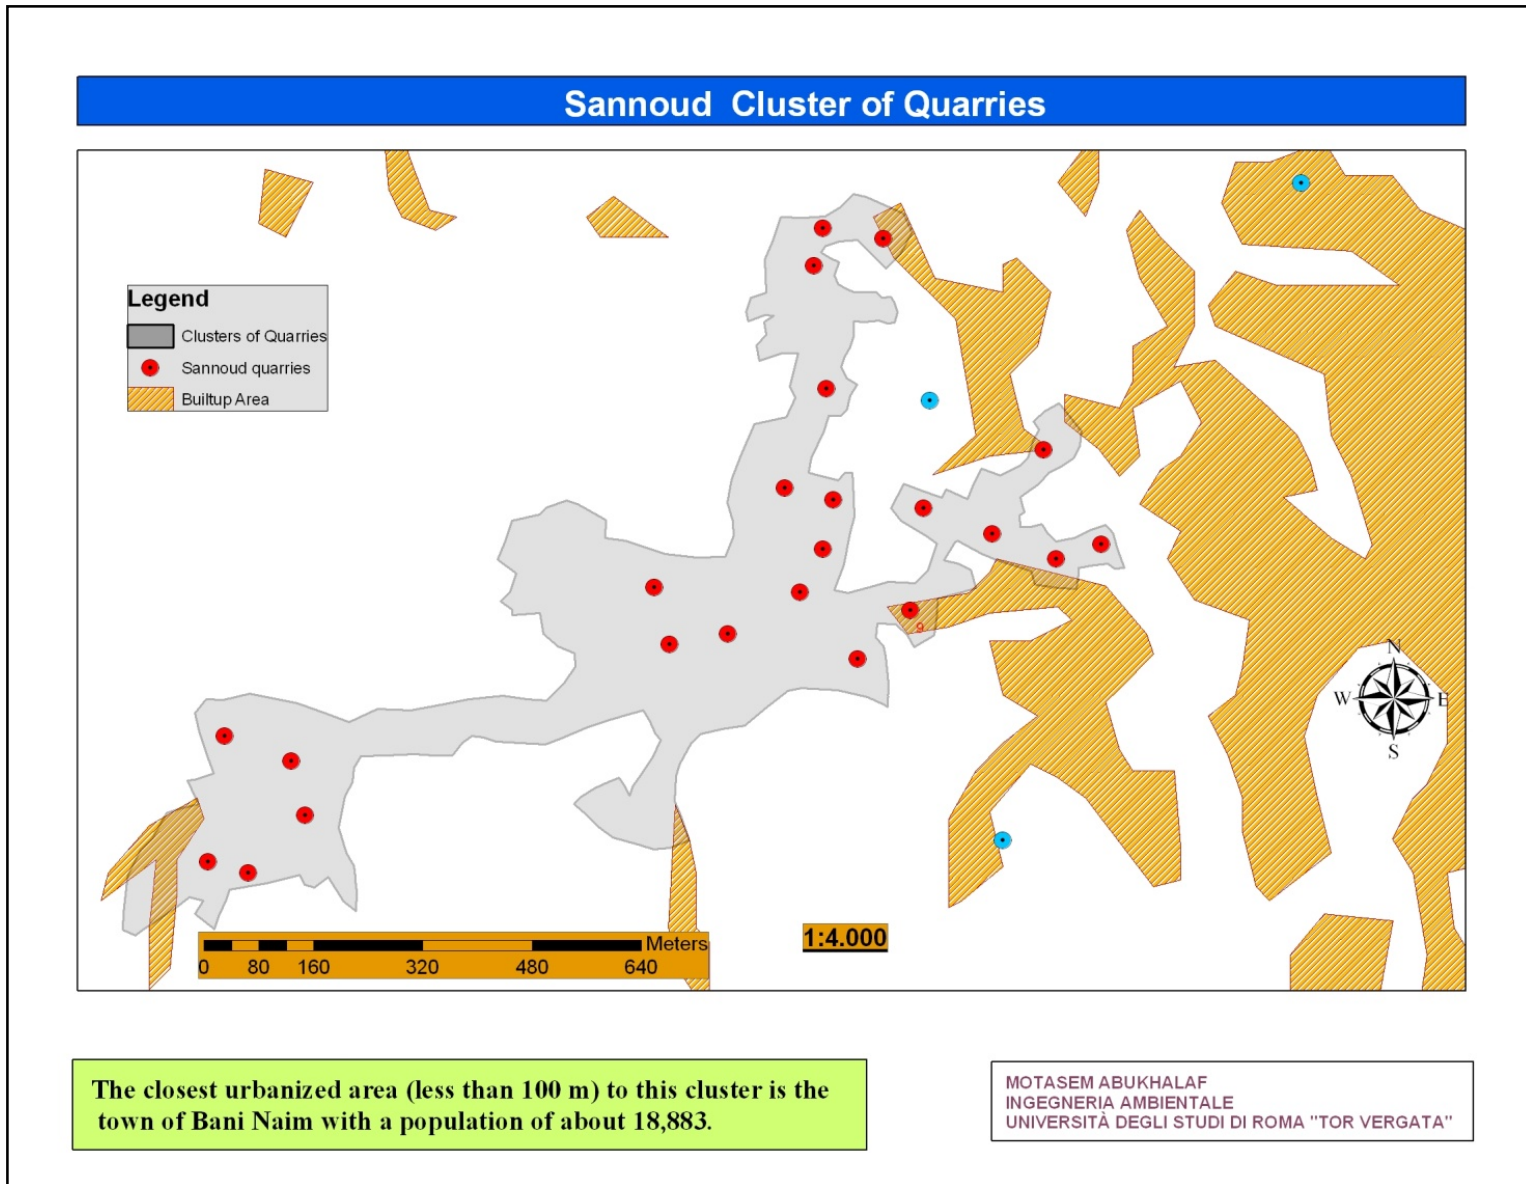 Sannoud Cluster of Quarries
Legend
Clusters of Quarries
Sannoud quarries
Builtup Area
9
N
W E
S
Meters
0 80 160 320 480 640
1:4.000
The closest urbanized area (less than 100 m) to this cluster is the
town of Bani Naim with a population of about 18,883.
MOTASEM ABUKHALAF
INGEGNERIA AMBIENTALE
UNIVERSITÀ DEGLI STUDI DI ROMA "TOR VERGATA"